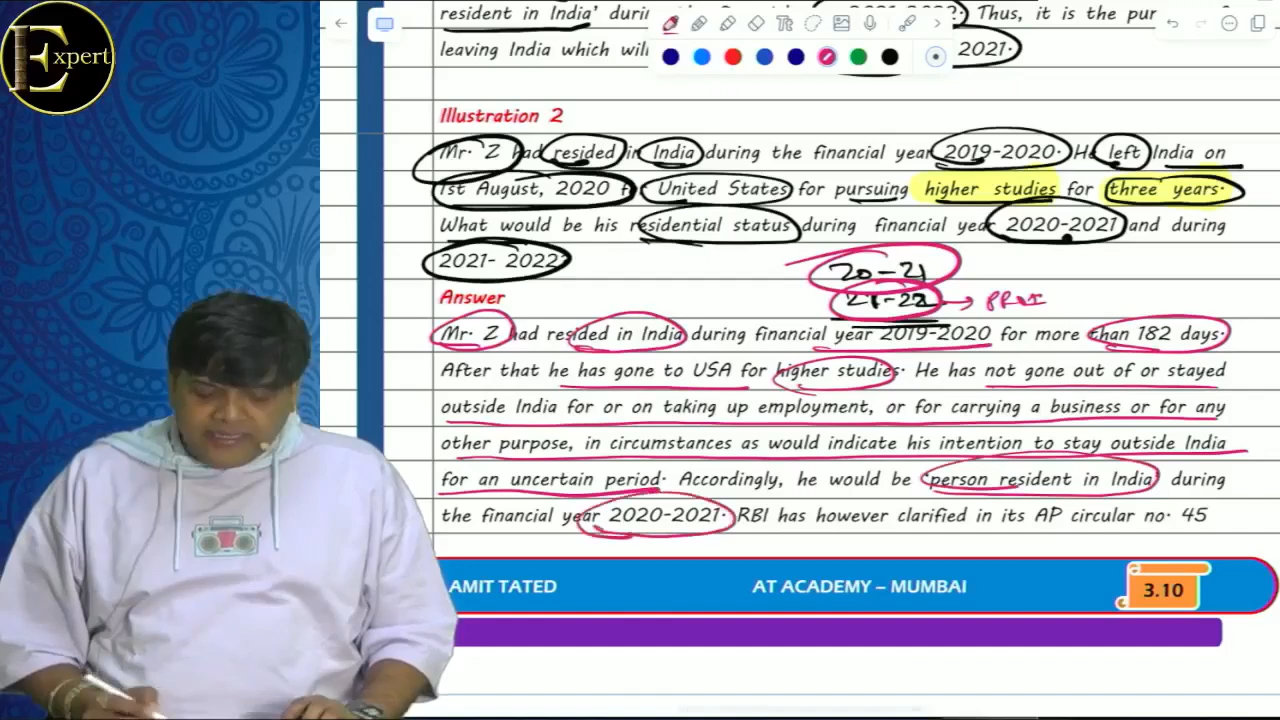 Expert
resident in India' durin
Thus, it is the pur
leaving India which wil
2021.
Illustration 2
Mr. Z had resided in India during the financial year 2019-2020. He left India on
1st August, 2020 United States for pursuing higher studies for three years.
What would be his residential status during financial year 2020-2021 and during
2021- 2022
20-21
Answer
21-22
Mr. Z had resided in India during financial year 2019-2020 for more than 182 days.
After that he has gone to USA for higher studies. He has not gone out of or stayed
outside India for or on taking up employment, or for carrying a business or for any
other purpose, in circumstances as would indicate his intention to stay outside India
for an uncertain period. Accordingly, he would be 'person resident in India' during
the financial year 2020-2021. RBI has however clarified in its AP circular no. 45
AMIT TATED AT ACADEMY – MUMBAI 3.10